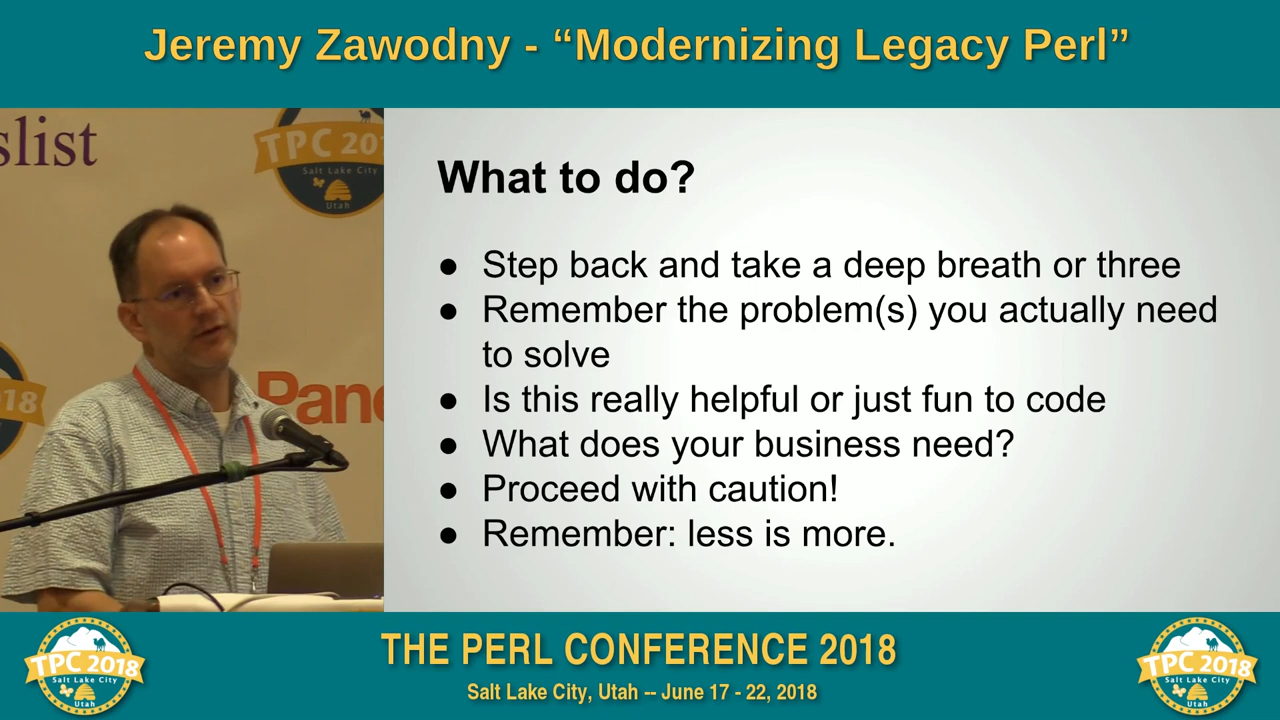 Jeremy Zawodny - “Modernizing Legacy Perl”
slist
TPC 201
Salt Lake City
Utah
18
Pane
What to do?
● Step back and take a deep breath or three
● Remember the problem(s) you actually need
to solve
● Is this really helpful or just fun to code
● What does your business need?
● Proceed with caution!
● Remember: less is more.
TPC 2018
Salt Lake City
Utah
THE PERL CONFERENCE 2018
Salt Lake City, Utah -- June 17 - 22, 2018
TPC 2018
Salt Lake City
Utah